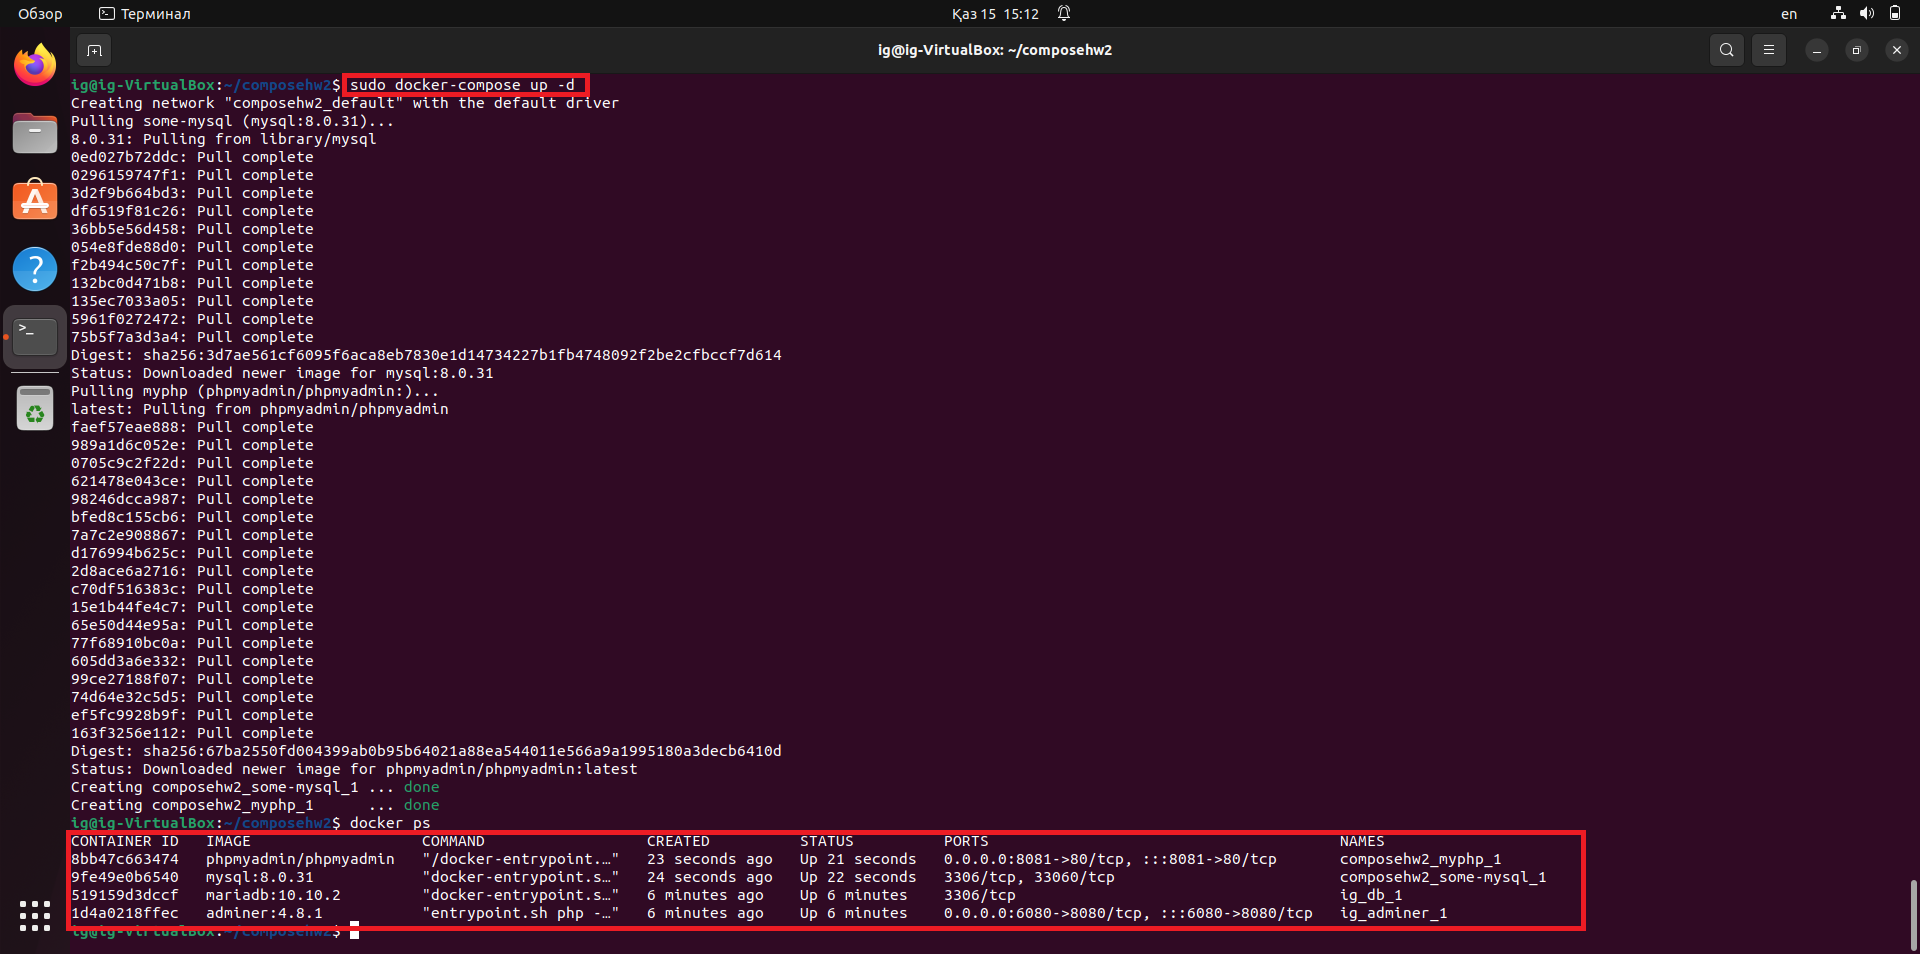 Обзор
Терминал
Қаз 15 15:12
en
ig@ig-VirtualBox: ~/composehw2
ig@ig-VirtualBox:~/composehw2$ sudo docker-compose up -d
Creating network "composehw2_default" with the default driver
Pulling some-mysql (mysql:8.0.31)...
8.0.31: Pulling from library/mysql
0ed027b72ddc: Pull complete
0296159747f1: Pull complete
3d2f9b664bd3: Pull complete
df6519f81c26: Pull complete
36bb5e56d458: Pull complete
054e8fde88d0: Pull complete
f2b494c50c7f: Pull complete
132bc0d471b8: Pull complete
135ec7033a05: Pull complete
5961f0272472: Pull complete
75b5f7a3d3a4: Pull complete
Digest: sha256:3d7ae561cf6095f6aca8eb7830e1d14734227b1fb4748092f2be2cfbccf7d614
Status: Downloaded newer image for mysql:8.0.31
Pulling myphp (phpmyadmin/phpmyadmin:)...
latest: Pulling from phpmyadmin/phpmyadmin
faef57eae888: Pull complete
989a1d6c052e: Pull complete
0705c9c2f22d: Pull complete
621478e043ce: Pull complete
98246dcca987: Pull complete
bfed8c155cb6: Pull complete
7a7c2e908867: Pull complete
d176994b625c: Pull complete
2d8ace6a2716: Pull complete
c70df516383c: Pull complete
15e1b44fe4c7: Pull complete
65e50d44e95a: Pull complete
77f68910bc0a: Pull complete
605dd3a6e332: Pull complete
99ce27188f07: Pull complete
74d64e32c5d5: Pull complete
ef5fc9928b9f: Pull complete
163f3256e112: Pull complete
Digest: sha256:67ba2550fd004399ab0b95b64021a88ea544011e566a9a1995180a3decb6410d
Status: Downloaded newer image for phpmyadmin/phpmyadmin:latest
Creating composehw2_some-mysql_1 ... done
Creating composehw2_myphp_1      ... done
ig@ig-VirtualBox:~/composehw2$ docker ps
CONTAINER ID   IMAGE                   COMMAND                  CREATED          STATUS          PORTS                                       NAMES
8bb47c663474   phpmyadmin/phpmyadmin   "/docker-entrypoint.…"   23 seconds ago   Up 21 seconds   0.0.0.0:8081->80/tcp, :::8081->80/tcp       composehw2_myphp_1
9fe49e0b6540   mysql:8.0.31            "docker-entrypoint.s…"   24 seconds ago   Up 22 seconds   3306/tcp, 33060/tcp                         composehw2_some-mysql_1
519159d3dccf   mariadb:10.10.2         "docker-entrypoint.s…"   6 minutes ago    Up 6 minutes    3306/tcp                                    ig_db_1
1d4a0218ffec   adminer:4.8.1           "entrypoint.sh php -…"   6 minutes ago    Up 6 minutes    0.0.0.0:6080->8080/tcp, :::6080->8080/tcp   ig_adminer_1
ig@ig-VirtualBox:~/composehw2$